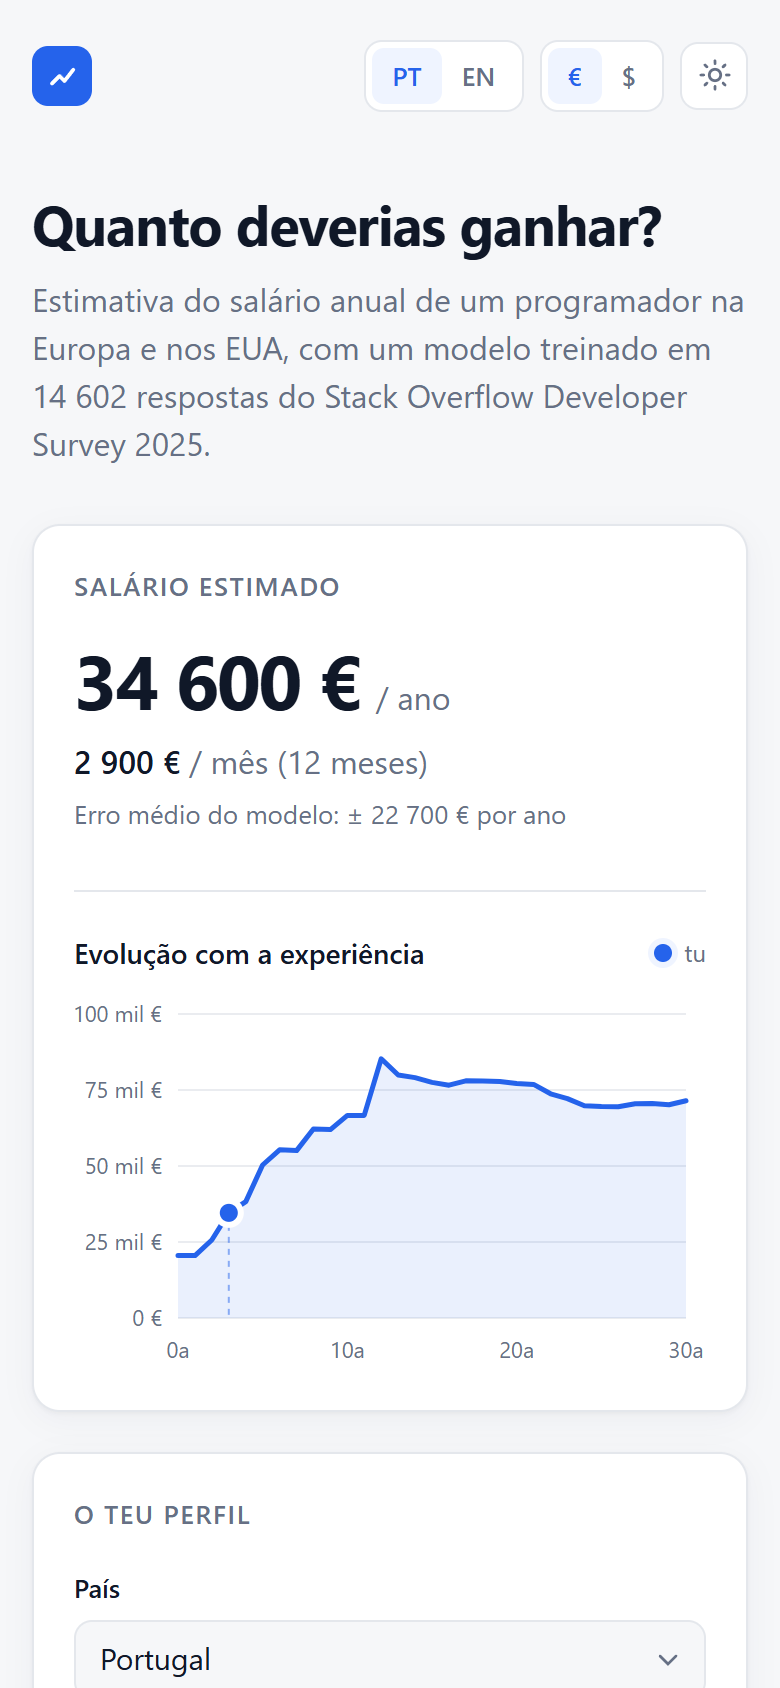 PT EN € $
Quanto deverias ganhar?
Estimativa do salário anual de um programador na
Europa e nos EUA, com um modelo treinado em
14 602 respostas do Stack Overflow Developer
Survey 2025.
SALÁRIO ESTIMADO
34 600 € / ano
2 900 € / mês (12 meses)
Erro médio do modelo: ± 22 700 € por ano
Evolução com a experiência
tu
100 mil €
75 mil €
50 mil €
25 mil €
0 €
0a 10a 20a 30a
O TEU PERFIL
País
Portugal